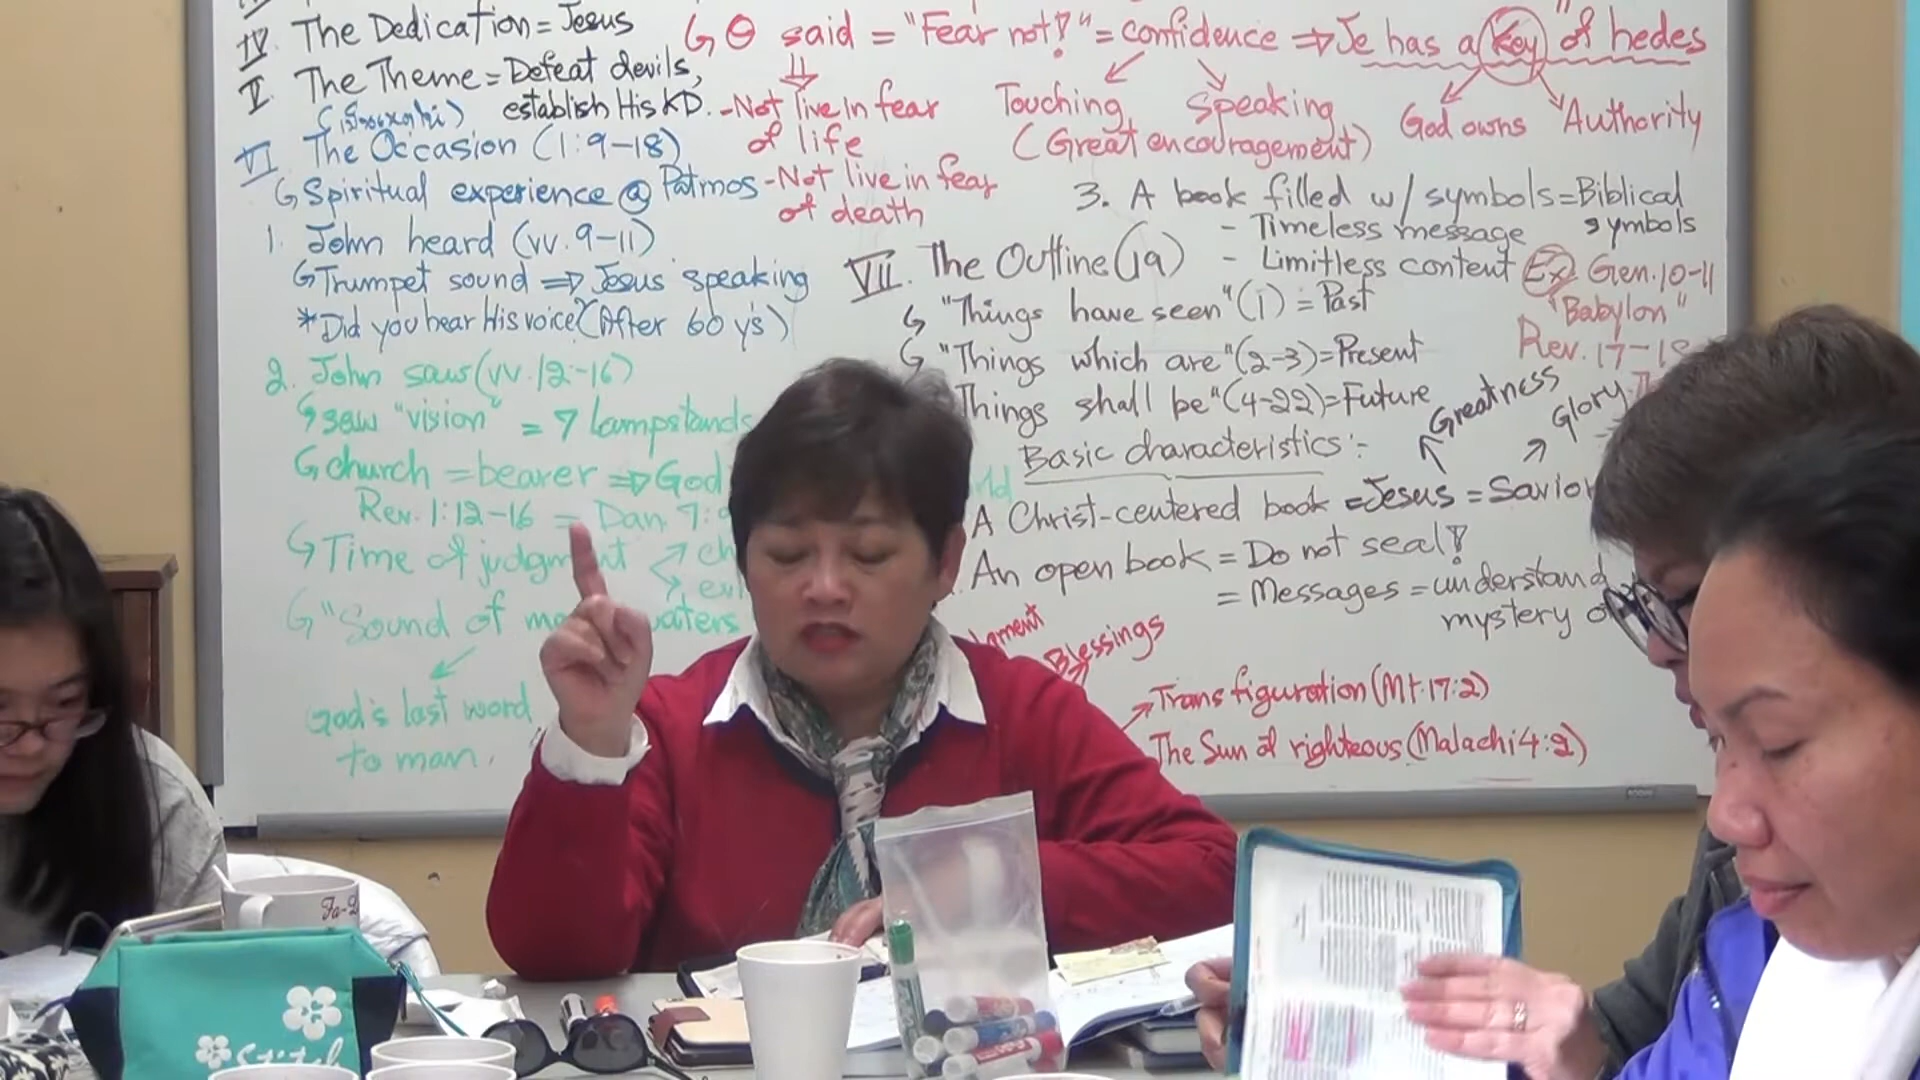 IV. The Dedication = Jesus
V. The Theme = Defeat devils,
establish His KD.
VI The Occasion (1:9-18)
↳ Spiritual experience @ Patmos
1. John heard (vv. 9-11)
↳ Trumpet sound ⇒ Jesus speaking
*Did you hear His voice? (After 60 y's)
2. John saw (vv. 12-16)
↳ saw "vision" = 7 lampstands
↳ church = bearer ⇒ God
Rev. 1:12-16 = Dan. 7:9
↳ Time of judgment
↳ "Sound of waters
God's last word
to man.
↳ Θ said = "Fear not!" = confidence ⇒ Je has a "Key" of hedes
-Not live in fear
of life
-Not live in fear
of death
Touching Speaking
(Great encouragement)
God owns Authority
3. A book filled w/ symbols = Biblical
symbols
- Timeless message
- Limitless content
Ex. Gen. 10-11
"Babylon"
Rev. 17-18
VII. The Outline (19)
↳ "Things have seen" (1) = Past
↳ "Things which are" (2-3) = Present
Things shall be" (4-22) = Future
Basic characteristics :-
A Christ-centered book = Jesus = Savior
Greatness
Glory
An open book = Do not seal!
= Messages = understand
mystery
Blessings
Transfiguration (Mt. 17:2)
The Sun of righteous (Malachi 4:2)